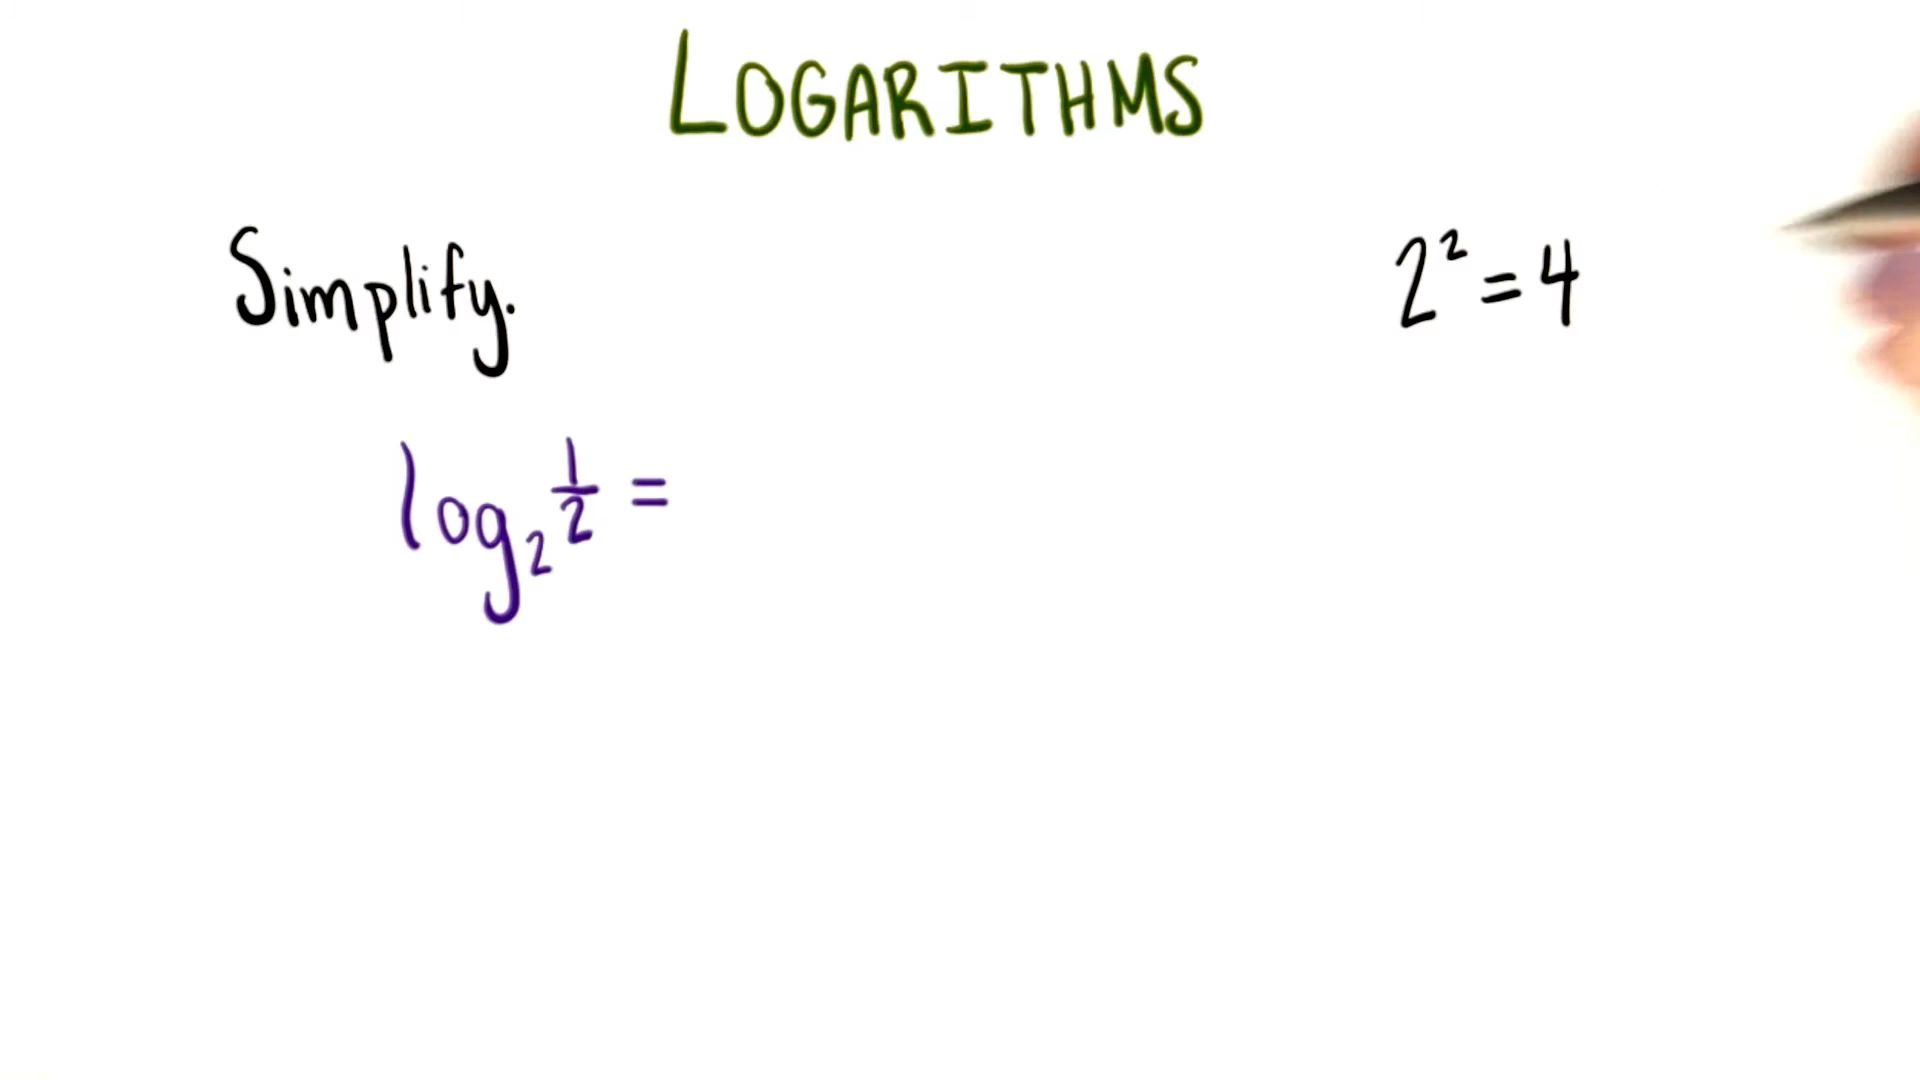 LOGARITHMS
Simplify.
2² = 4
log₂ 1/2 =